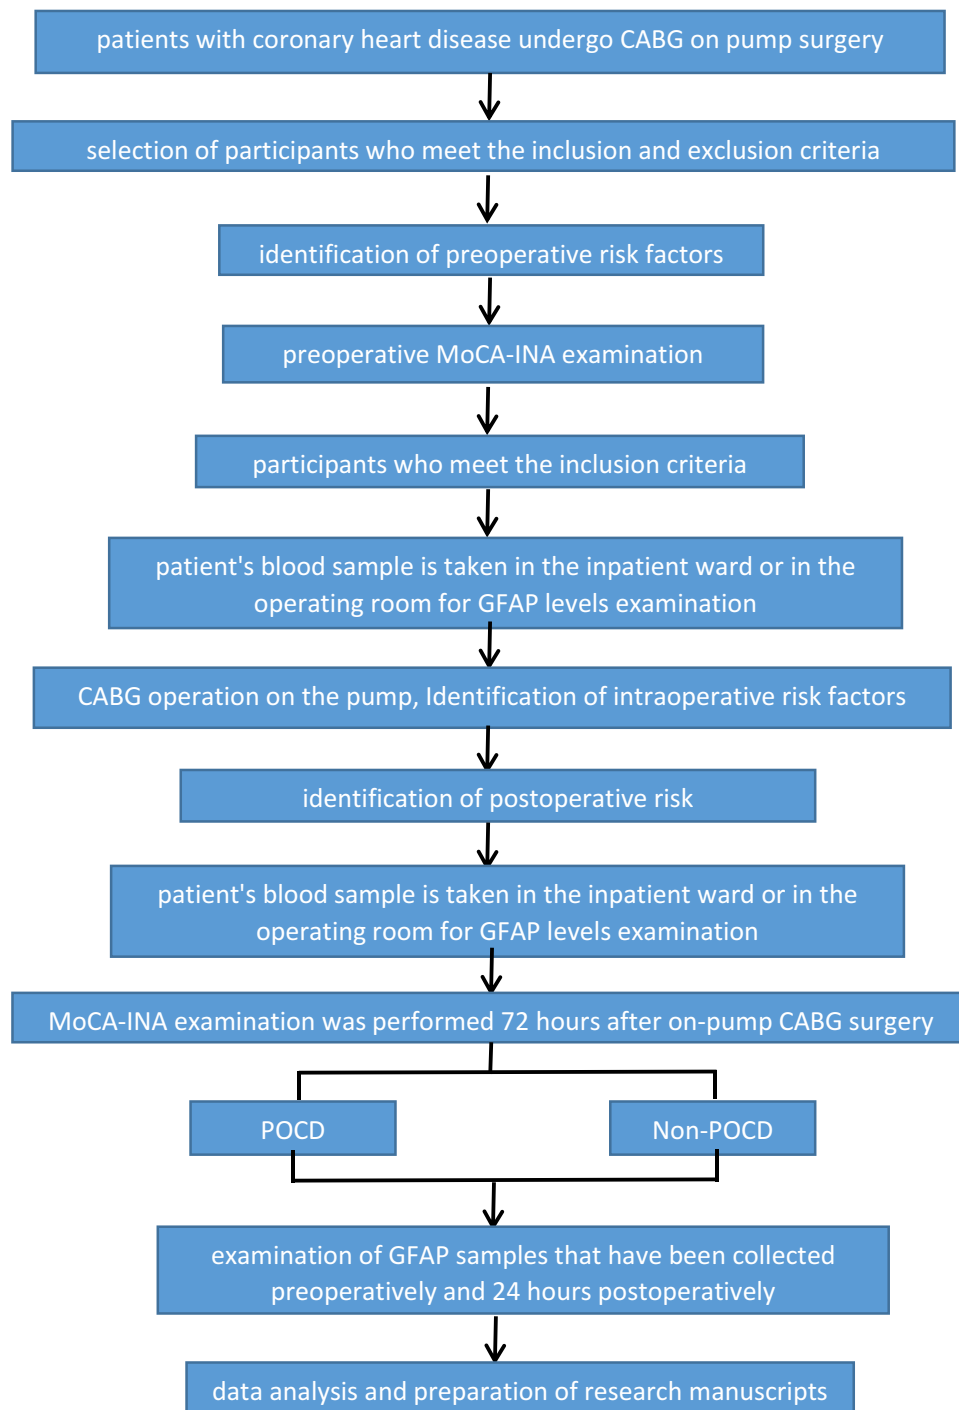 patients with coronary heart disease undergo CABG on pump surgery
selection of participants who meet the inclusion and exclusion criteria
identification of preoperative risk factors
preoperative MoCA-INA examination
participants who meet the inclusion criteria
patient's blood sample is taken in the inpatient ward or in the
operating room for GFAP levels examination
CABG operation on the pump, Identification of intraoperative risk factors
identification of postoperative risk
patient's blood sample is taken in the inpatient ward or in the
operating room for GFAP levels examination
MoCA-INA examination was performed 72 hours after on-pump CABG surgery
POCD
Non-POCD
examination of GFAP samples that have been collected
preoperatively and 24 hours postoperatively
data analysis and preparation of research manuscripts